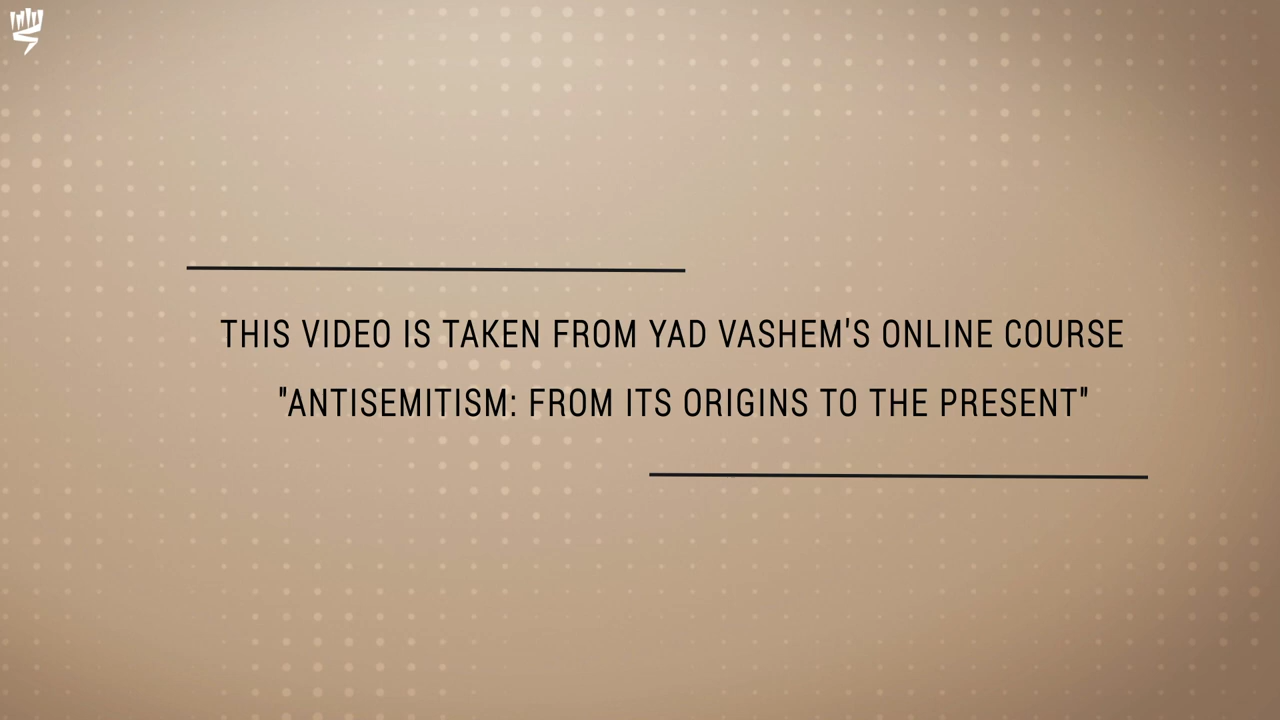 THIS VIDEO IS TAKEN FROM YAD VASHEM'S ONLINE COURSE
"ANTISEMITISM: FROM ITS ORIGINS TO THE PRESENT"